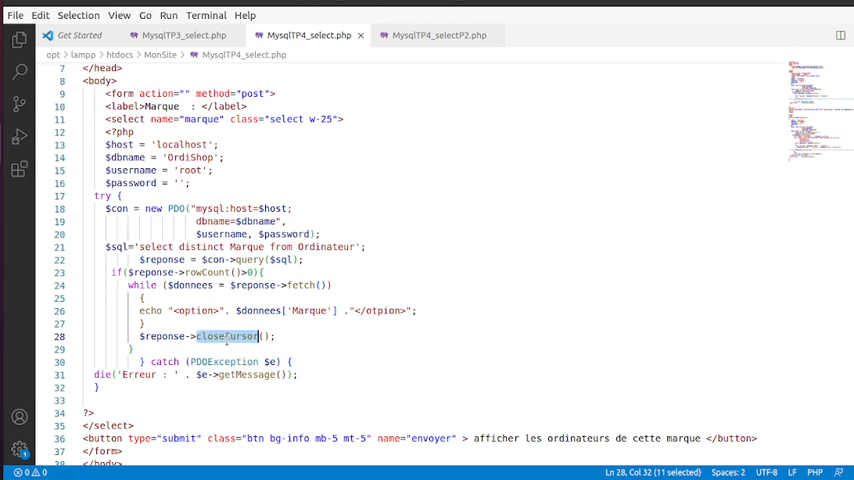 File Edit Selection View Go Run Terminal Help
Get Started MysqlTP3_select.php MysqlTP4_select.php × MysqlTP4_selectP2.php
opt > lampp > htdocs > MonSite > MysqlTP4_select.php
7 </head>
8 <body>
9 <form action="" method="post">
10 <label>Marque : </label>
11 <select name="marque" class="select w-25">
12 <?php
13 $host = 'localhost';
14 $dbname = 'OrdiShop';
15 $username = 'root';
16 $password = '';
17 try {
18 $con = new PDO("mysql:host=$host;
19 dbname=$dbname",
20 $username, $password);
21 $sql='select distinct Marque from Ordinateur';
22 $reponse = $con->query($sql);
23 if($reponse->rowCount()>0){
24 while ($donnees = $reponse->fetch())
25 {
26 echo "<option>". $donnees['Marque'] ."</otpion>";
27 }
28 $reponse->closeCursor();
29 }
30 } catch (PDOException $e) {
31 die('Erreur : ' . $e->getMessage());
32 }
33
34 ?>
35 </select>
36 <button type="submit" class="btn bg-info mb-5 mt-5" name="envoyer" > afficher les ordinateurs de cette marque </button>
37 </form>
38 </body>
0 0 Ln 28, Col 32 (11 selected) Spaces: 2 UTF-8 LF PHP